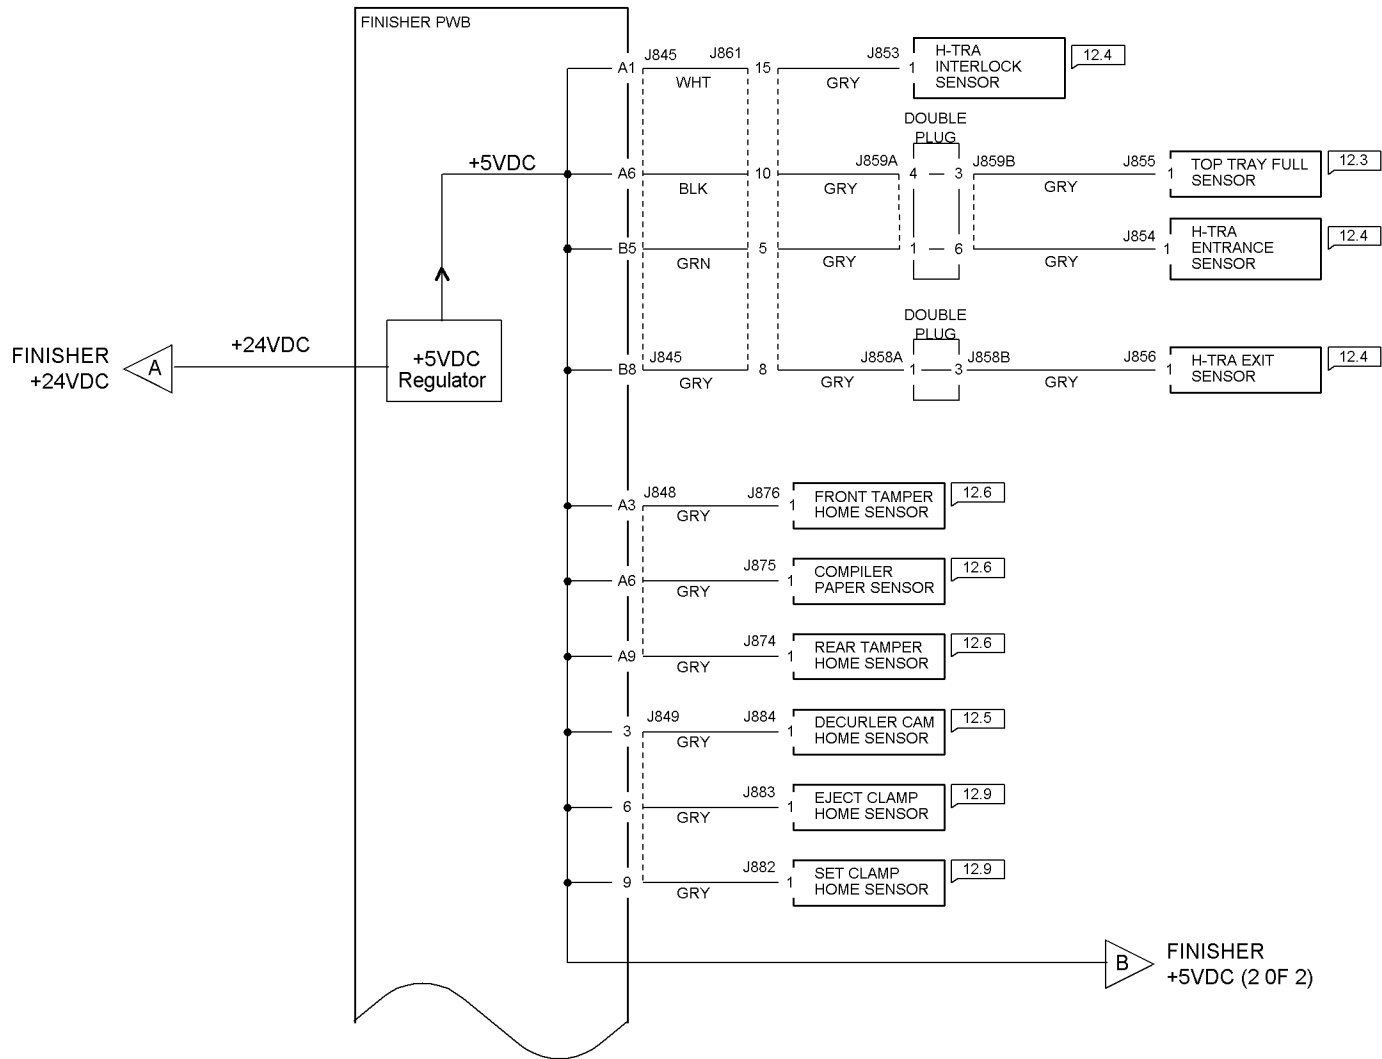 FINISHER PWB
A1 J845 WHT J861 15 GRY J853 1
H-TRA
INTERLOCK
SENSOR
12.4
DOUBLE
PLUG
+5VDC
A6 BLK 10 GRY J859A 4 3 J859B GRY J855 1
TOP TRAY FULL
SENSOR
12.3
B5 GRN 5 GRY 1 6 GRY J854 1
H-TRA
ENTRANCE
SENSOR
12.4
DOUBLE
PLUG
FINISHER
+24VDC
A
+24VDC
+5VDC
Regulator
B8 J845 GRY 8 GRY J858A 1 3 J858B GRY J856 1
H-TRA EXIT
SENSOR
12.4
A3 J848 GRY J876 1
FRONT TAMPER
HOME SENSOR
12.6
A6 GRY J875 1
COMPILER
PAPER SENSOR
12.6
A9 GRY J874 1
REAR TAMPER
HOME SENSOR
12.6
3 J849 GRY J884 1
DECURLER CAM
HOME SENSOR
12.5
6 GRY J883 1
EJECT CLAMP
HOME SENSOR
12.9
9 GRY J882 1
SET CLAMP
HOME SENSOR
12.9
B
FINISHER
+5VDC (2 0F 2)